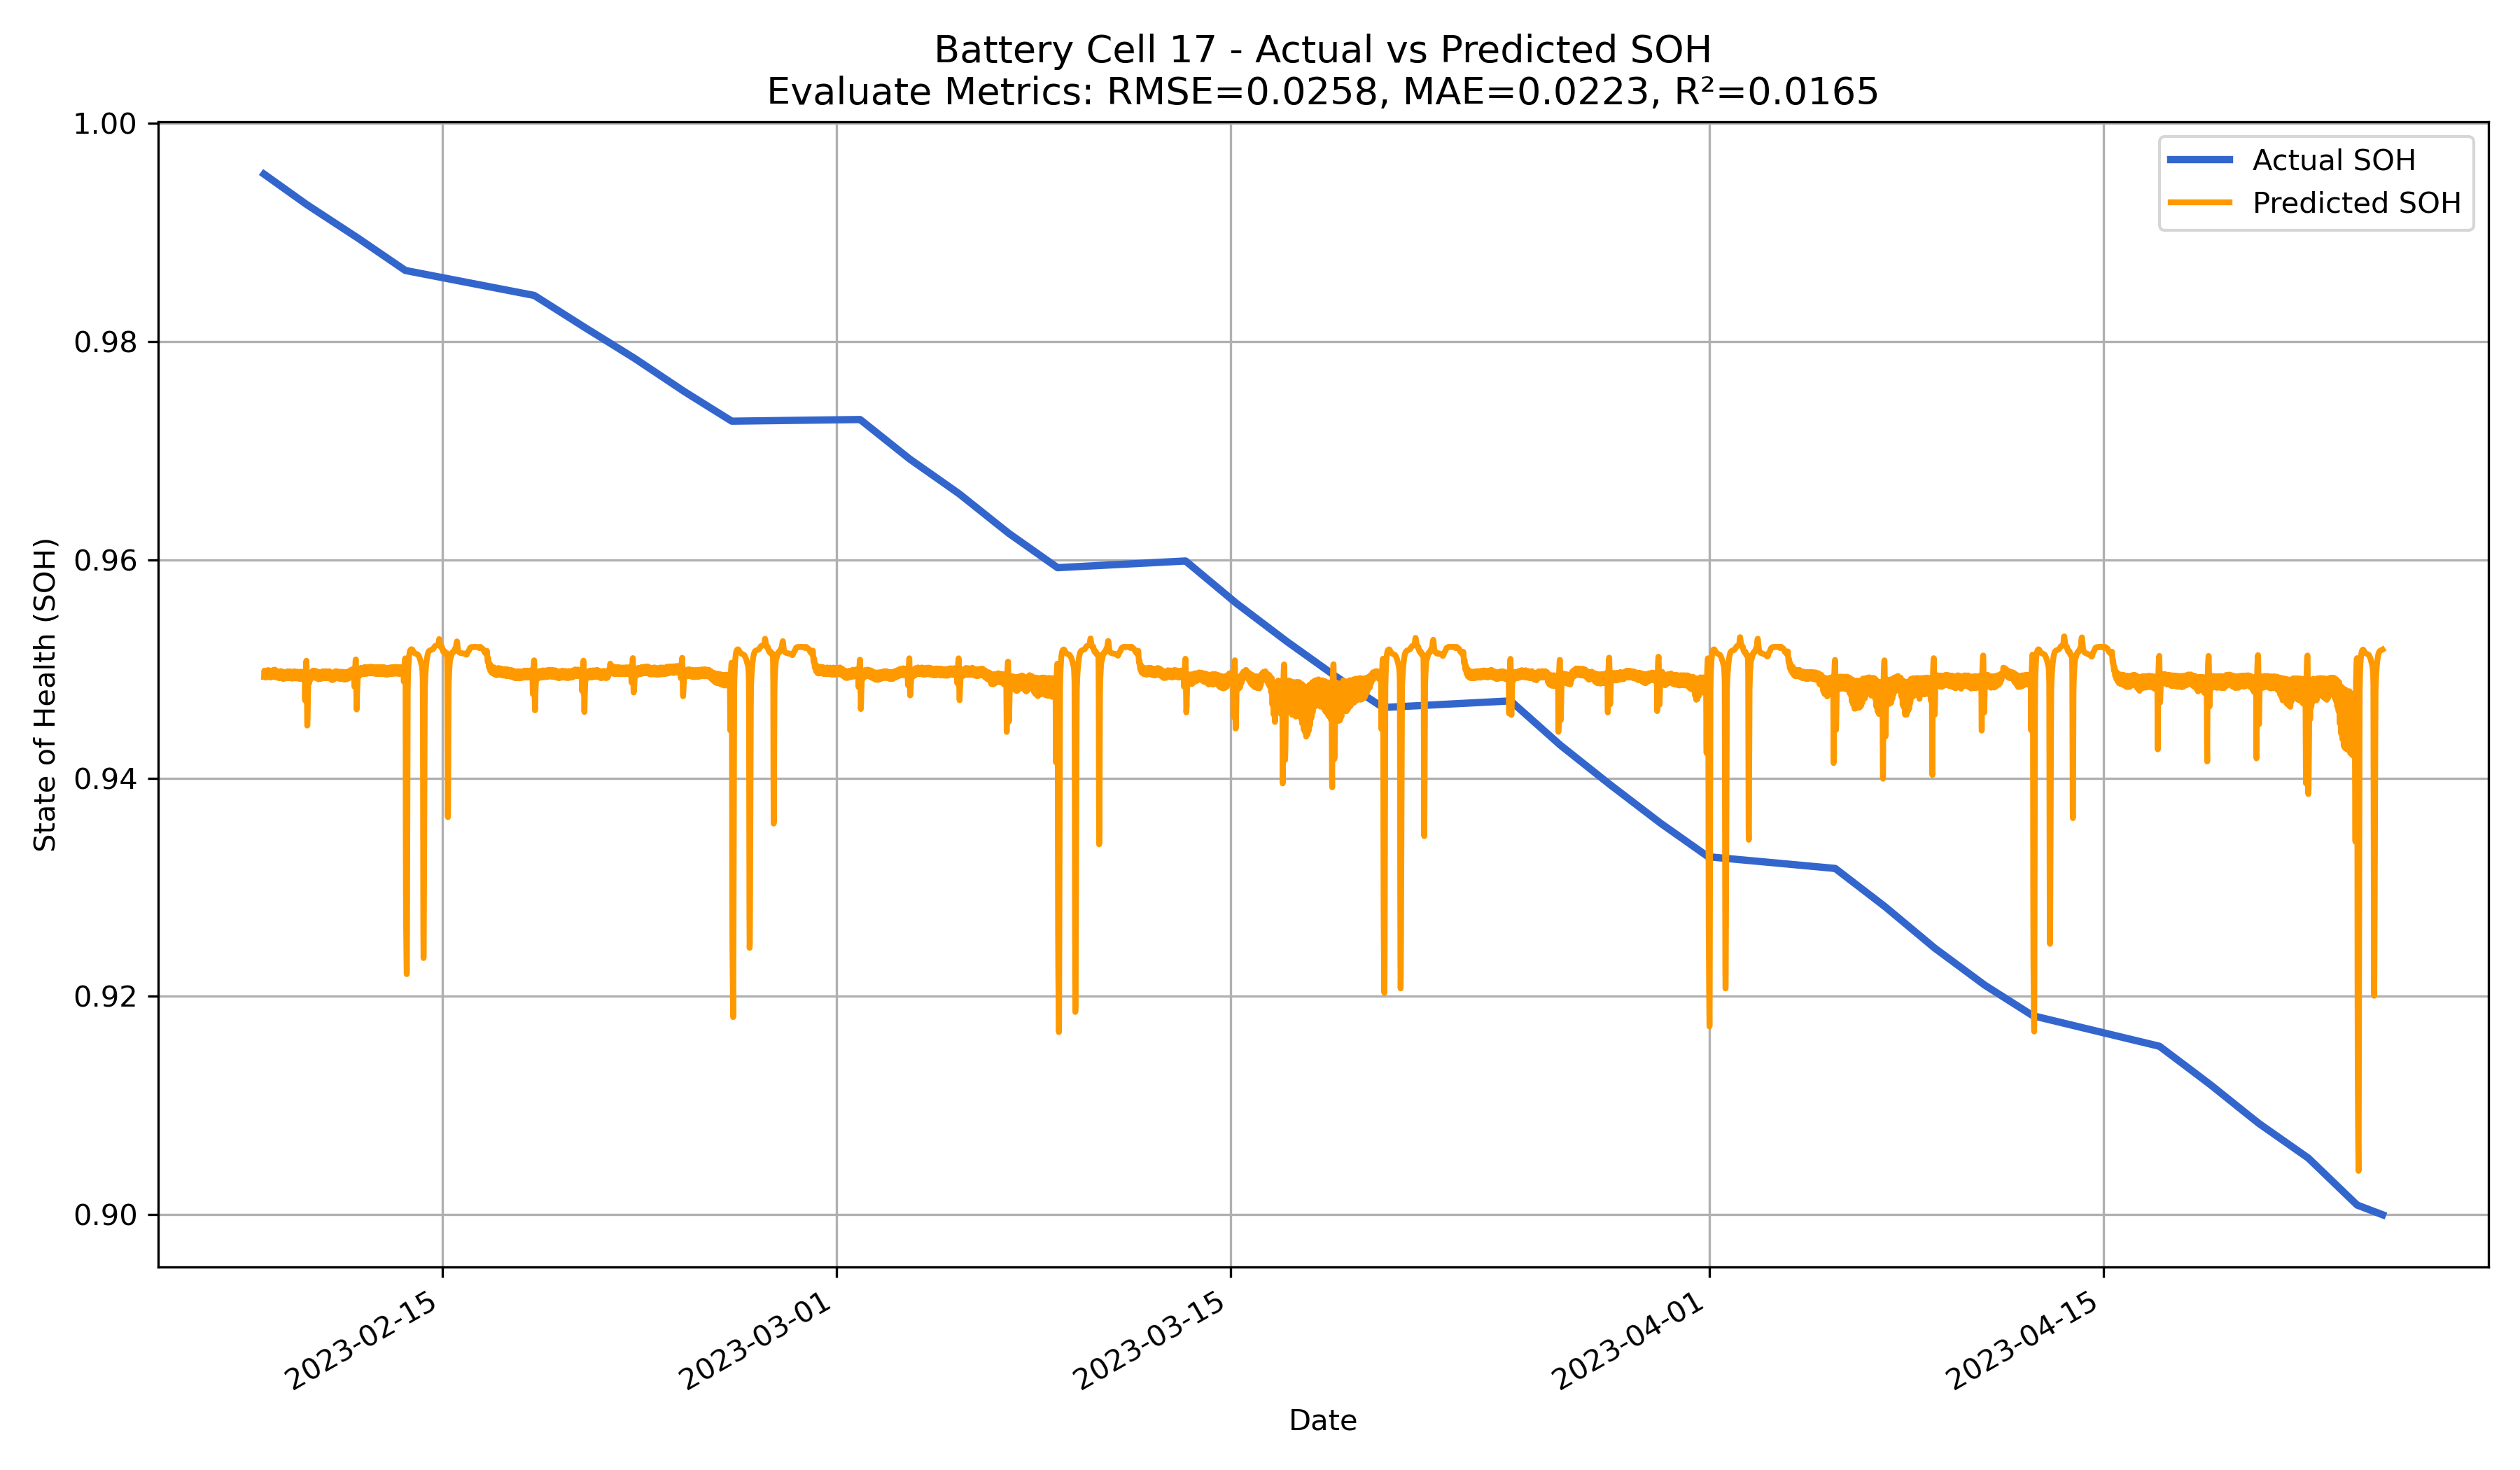 Battery Cell 17 - Actual vs Predicted SOH
Evaluate Metrics: RMSE=0.0258, MAE=0.0223, R²=0.0165
Actual SOH
Predicted SOH
State of Health (SOH)
1.00
0.98
0.96
0.94
0.92
0.90
2023-02-15
2023-03-01
2023-03-15
2023-04-01
2023-04-15
Date